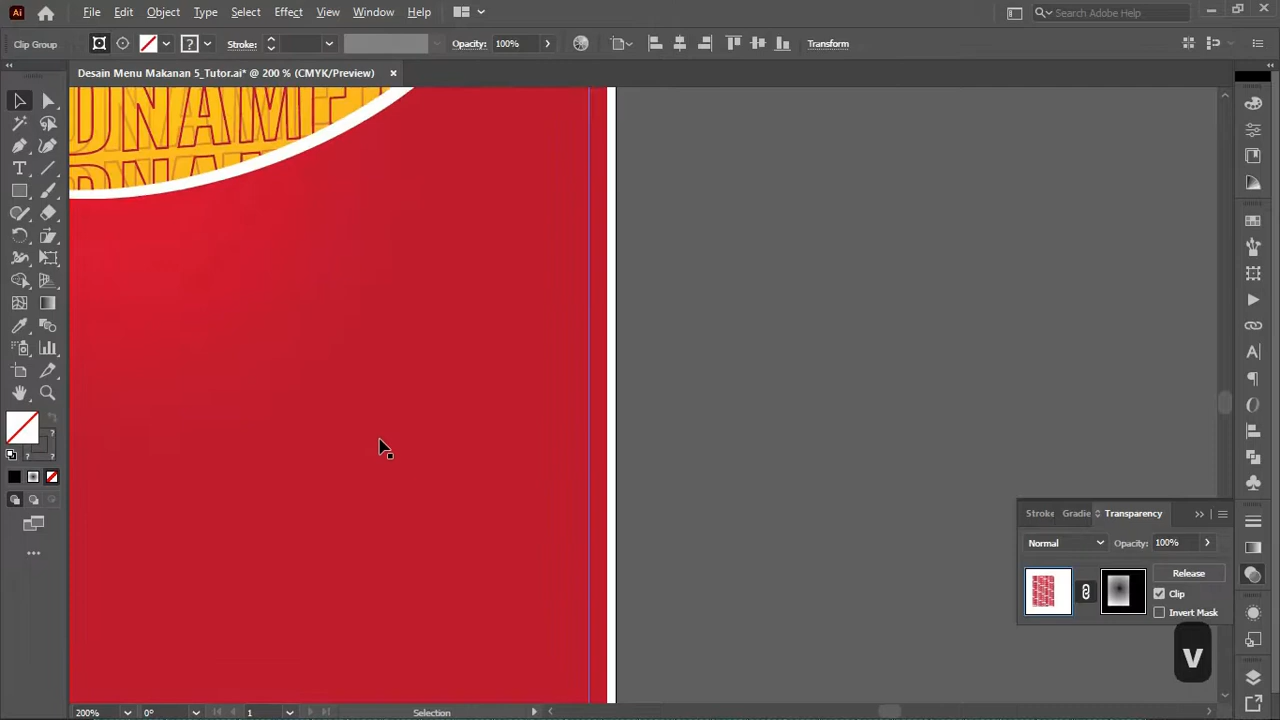 Ai File Edit Object Type Select Effect View Window Help Search Adobe Help
Clip Group ? Stroke: Opacity: 100% Transform
Desain Menu Makanan 5_Tutor.ai* @ 200 % (CMYK/Preview)
DNAME
DNAM
Stroke Gradie Transparency
Normal Opacity: 100%
Release
Clip
Invert Mask
V
200% 0° 1 Selection